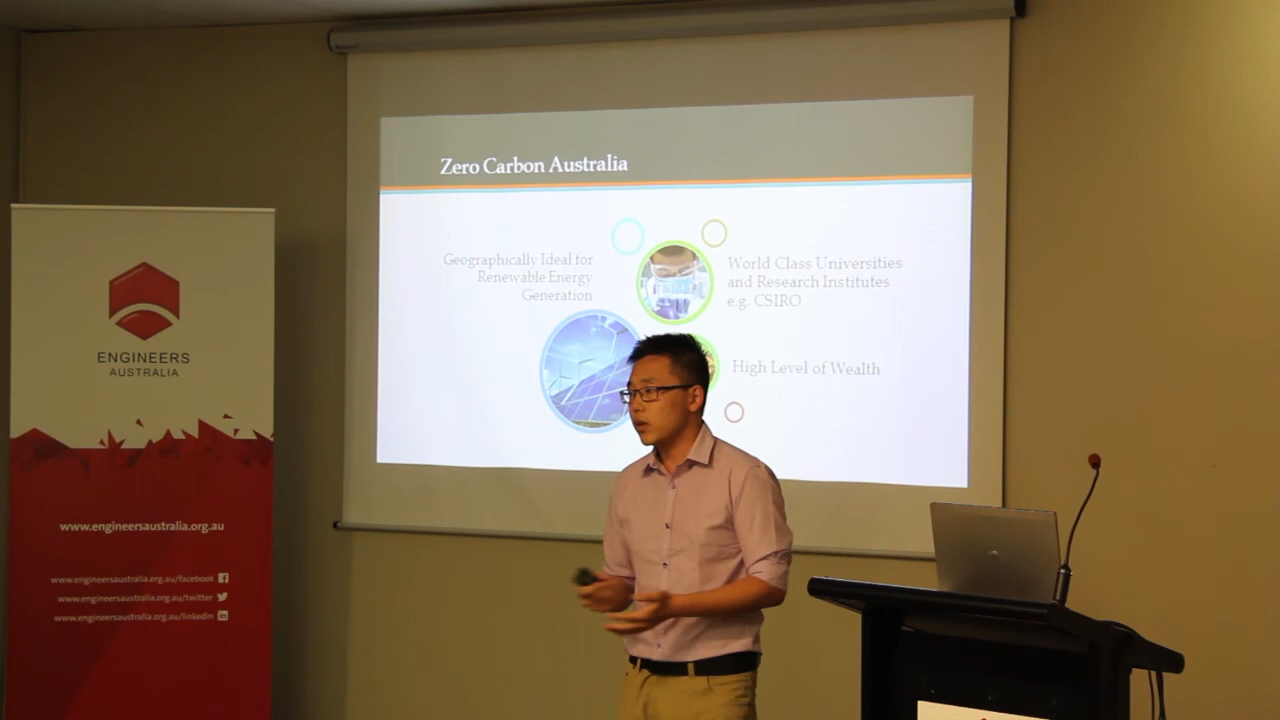 Zero Carbon Australia
Geographically Ideal for
Renewable Energy
Generation
World Class Universities
and Research Institutes
e.g. CSIRO
High Level of Wealth
ENGINEERS
AUSTRALIA
www.engineersaustralia.org.au
www.engineersaustralia.org.au/facebook
www.engineersaustralia.org.au/twitter
www.engineersaustralia.org.au/linkedin